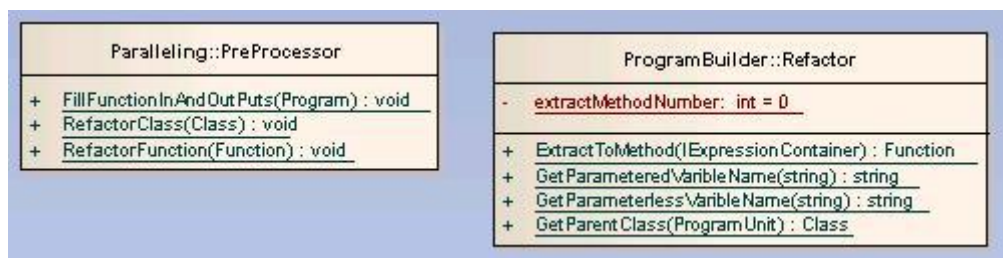 Paralleling::PreProcessor
+ FillFunctionInAndOutPuts(Program) : void
+ RefactorClass(Class) : void
+ RefactorFunction(Function) : void
ProgramBuilder::Refactor
- extractMethodNumber: int = 0
+ ExtractToMethod(IExpressionContainer) : Function
+ GetParameteredVaribleName(string) : string
+ GetParameterlessVaribleName(string) : string
+ GetParentClass(ProgramUnit) : Class